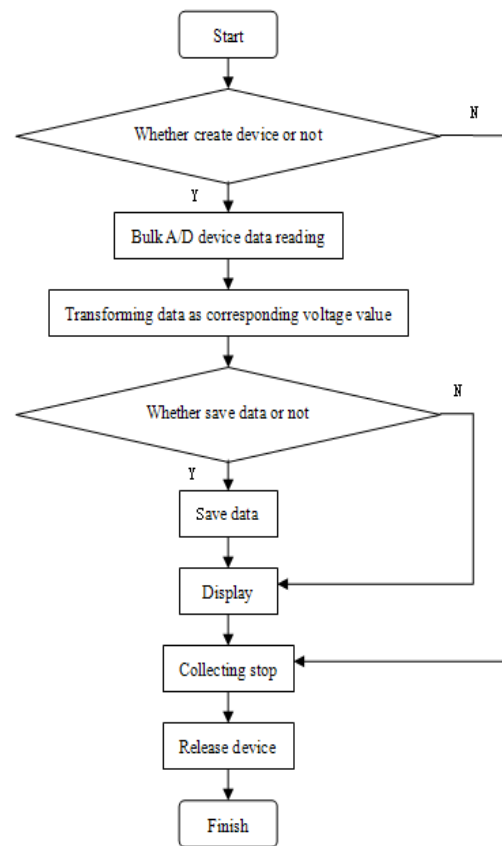 Start
Whether create device or not
N
Y
Bulk A/D device data reading
Transforming data as corresponding voltage value
Whether save data or not
N
Y
Save data
Display
Collecting stop
Release device
Finish